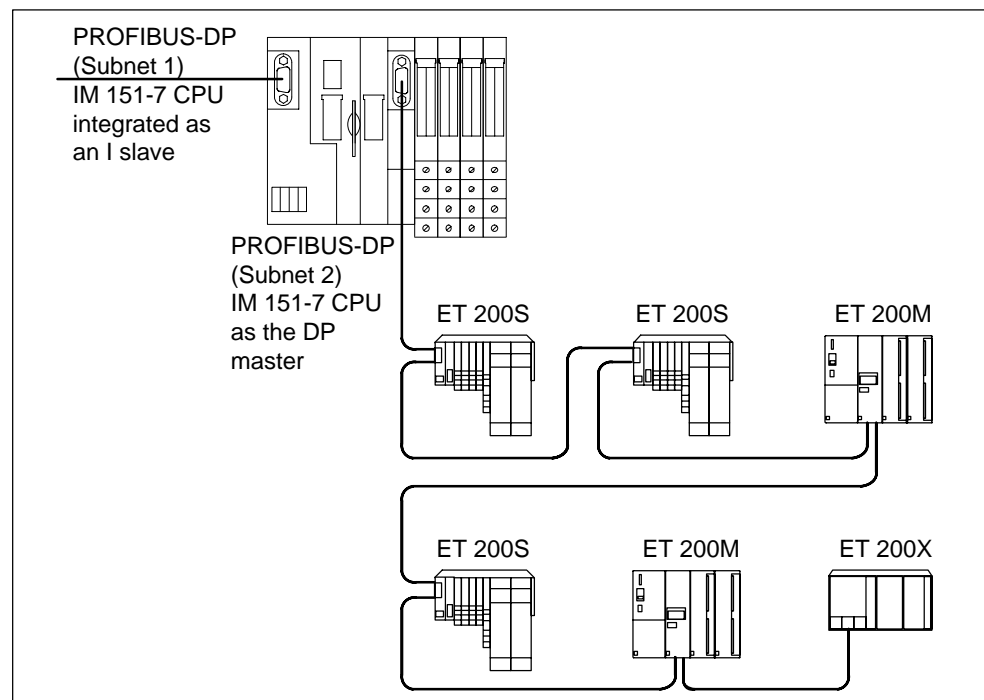 PROFIBUS-DP
(Subnet 1)
IM 151-7 CPU
integrated as
an I slave
PROFIBUS-DP
(Subnet 2)
IM 151-7 CPU
as the DP
master
ET 200S
ET 200S
ET 200M
ET 200S
ET 200M
ET 200X